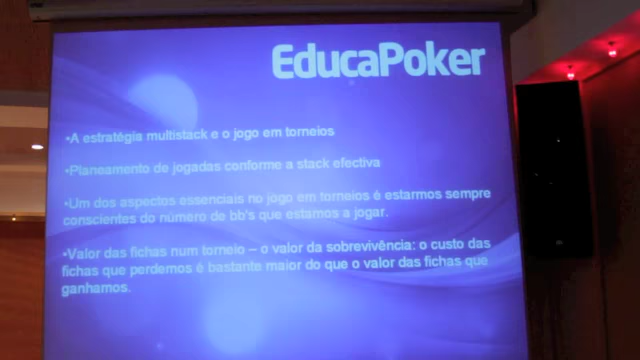 EducaPoker
•A estratégia multistack e o jogo em torneios
•Planeamento de jogadas conforme a stack efectiva
•Um dos aspectos essenciais no jogo em torneios é estarmos sempre
conscientes do número de bb's que estamos a jogar.
•Valor das fichas num torneio – o valor da sobrevivência: o custo das
fichas que perdemos é bastante maior do que o valor das fichas que
ganhamos.